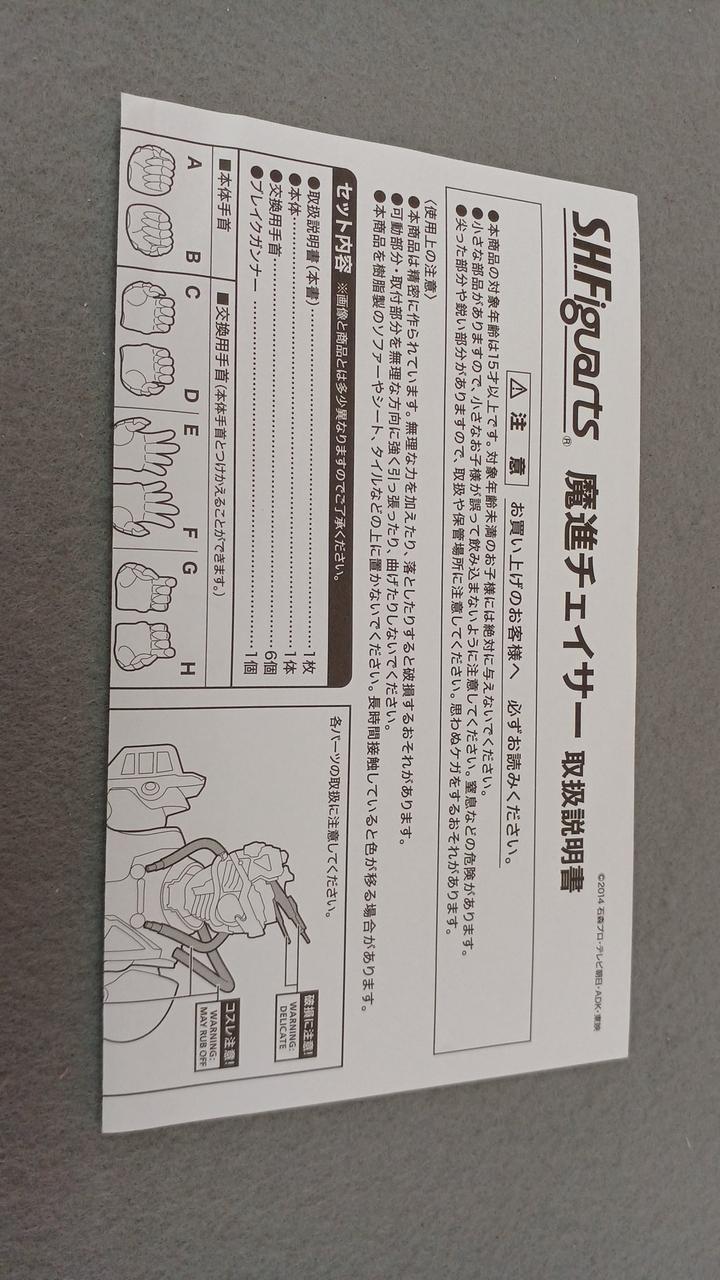 S.H.Figuarts® 魔進チェイサー 取扱説明書
©2014 石森プロ・テレビ朝日・ADK・東映
⚠ 注 意 お買い上げのお客様へ 必ずお読みください。
●本商品の対象年齢は15才以上です。対象年齢未満のお子様には絶対に与えないでください。
●小さな部品がありますので、小さなお子様が誤って飲み込まないように注意してください。窒息などの危険があります。
●尖った部分や鋭い部分がありますので、取扱や保管場所に注意してください。思わぬケガをするおそれがあります。
〈使用上の注意〉
●本商品は精密に作られています。無理な力を加えたり、落としたりすると破損するおそれがあります。
●可動部分・取付部分を無理な方向に強く引っ張ったり、曲げたりしないでください。
●本商品を樹脂製のソファーやシート、タイルなどの上に置かないでください。長時間接触していると色が移る場合があります。
セット内容 ※画像と商品とは多少異なりますのでご了承ください。
●取扱説明書(本書)…1枚
●本体…1体
●交換用手首…6個
●ブレイクガンナー…1個
■本体手首
■交換用手首(本体手首とつけかえることができます。)
A B C D E F G H
各パーツの取扱に注意してください。
破損に注意!
WARNING:
DELICATE
コスレ注意!
WARNING:
MAY RUB OFF